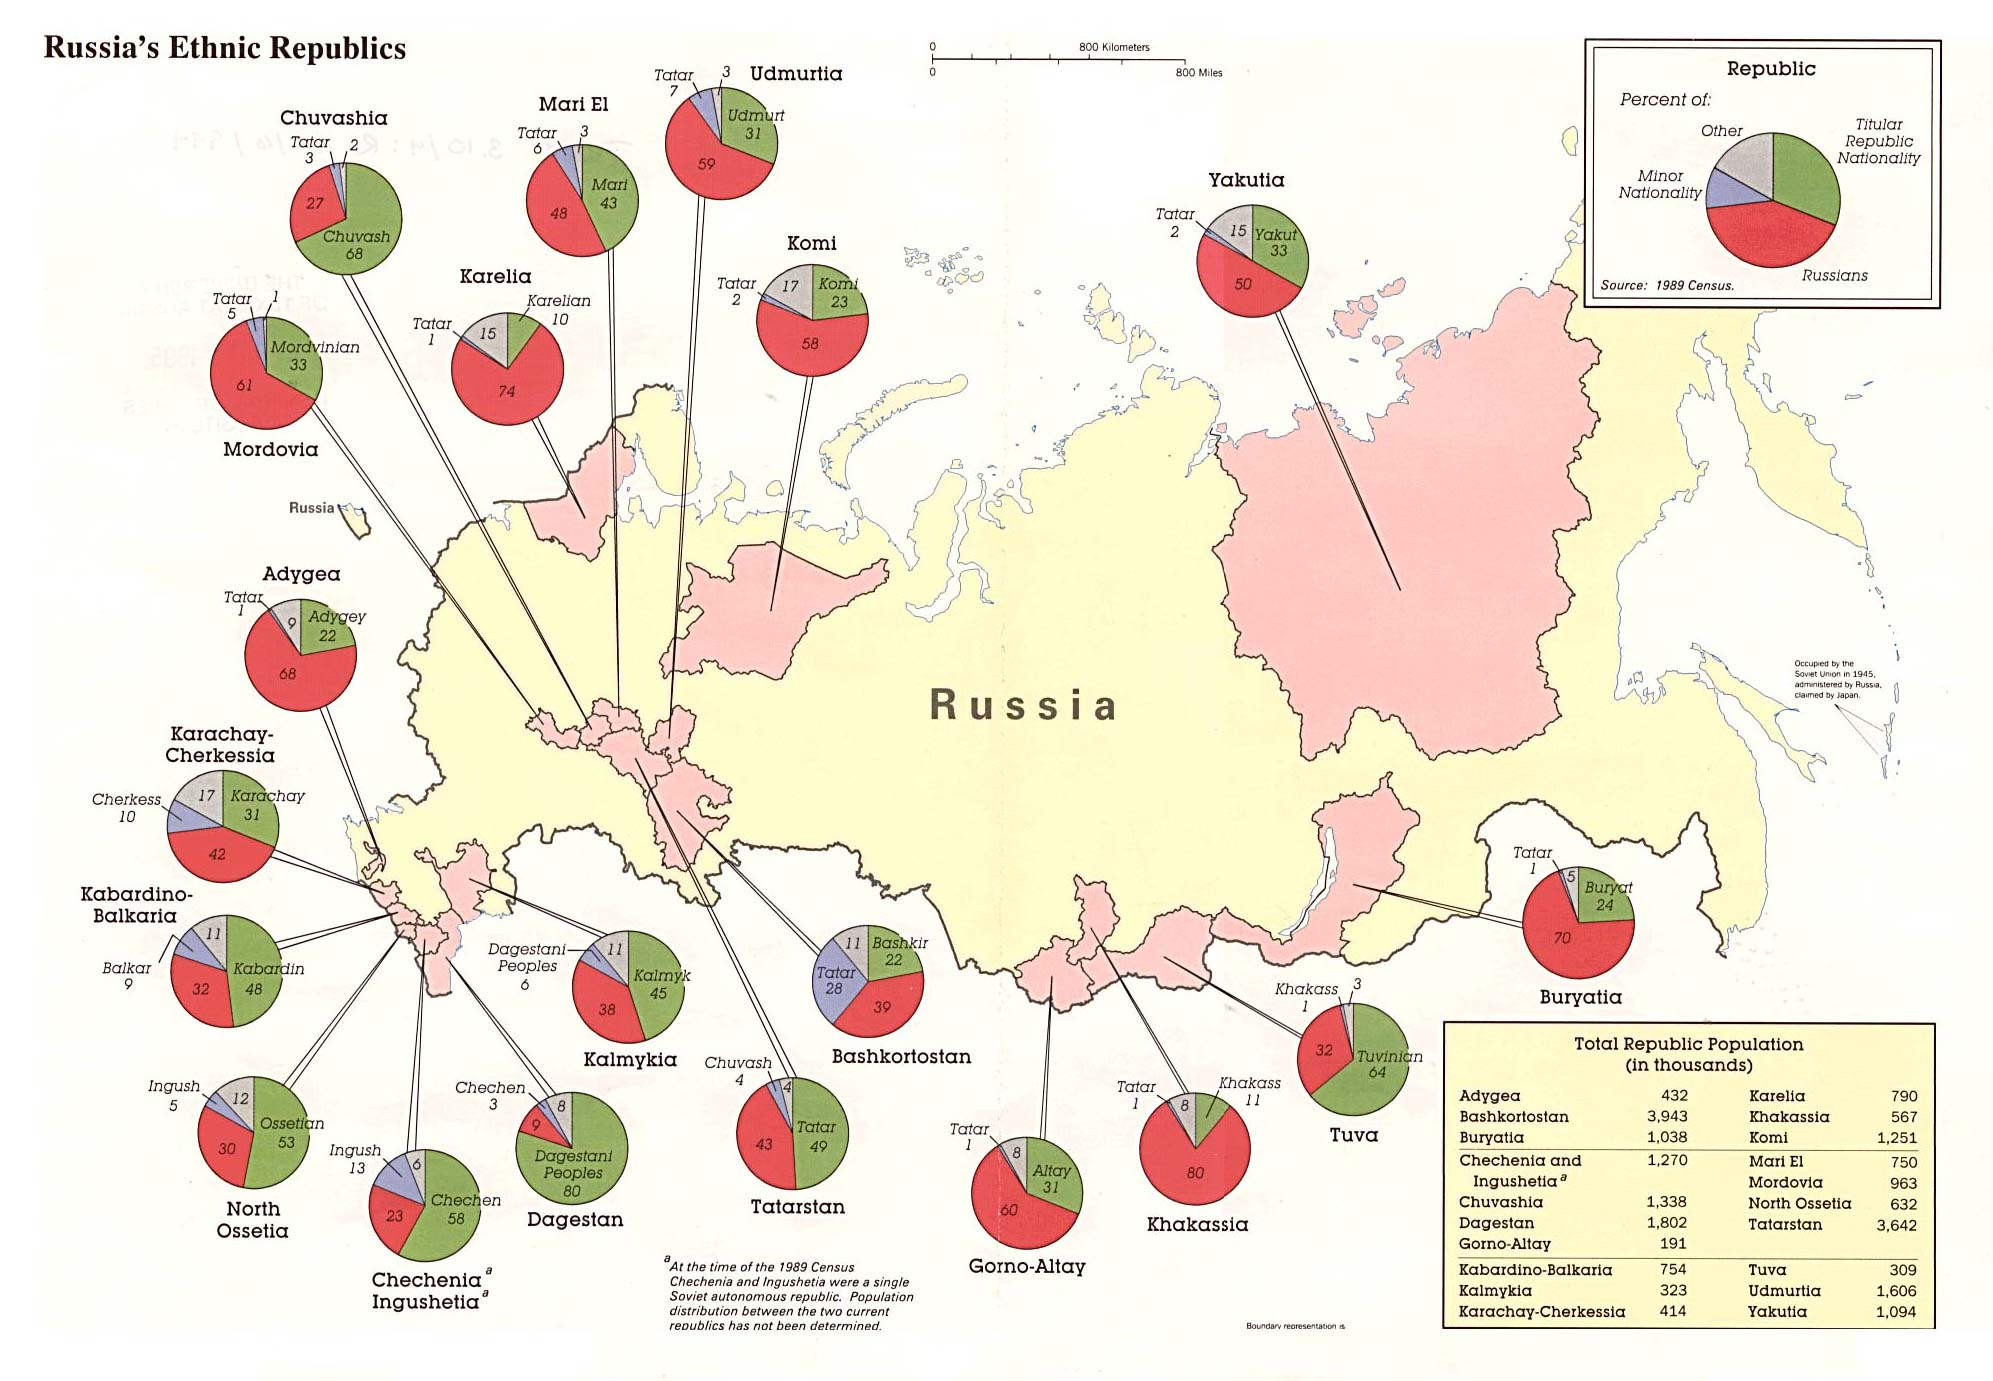 Russia's Ethnic Republics
0 800 Kilometers
0 800 Miles
Republic
Percent of:
Other
Titular
Republic
Nationality
Minor
Nationality
Russians
Source: 1989 Census.
Chuvashia
Tatar
3
2
27
Chuvash
68
Mari El
Tatar
6
3
Mari
43
48
Udmurtia
Tatar
7
3
Udmurt
31
59
Yakutia
Tatar
2
15
Yakut
33
50
Mordovia
Tatar
5
1
Mordvinian
33
61
Karelia
Tatar
1
15
Karelian
10
74
Komi
Tatar
2
17
Komi
23
58
Russia
Russia
Adygea
Tatar
1
9
Adygey
22
68
Karachay-
Cherkessia
Cherkess
10
17
Karachay
31
42
Kabardino-
Balkaria
Balkar
9
11
Kabardin
48
32
North
Ossetia
Ingush
5
12
Ossetian
53
30
Chechenia a
Ingushetia a
Ingush
13
6
Chechen
58
23
Dagestan
Chechen
3
8
9
Dagestani
Peoples
80
Kalmykia
Dagestani
Peoples
6
11
Kalmyk
45
38
Tatarstan
Chuvash
4
4
Tatar
49
43
Bashkortostan
11
Bashkir
22
Tatar
28
39
Gorno-Altay
Tatar
1
8
Altay
31
60
Khakassia
Tatar
1
8
Khakass
11
80
Tuva
Khakass
1
3
32
Tuvinian
64
Buryatia
Tatar
1
5
Buryat
24
70
Occupied by the
Soviet Union in 1945,
administered by Russia,
claimed by Japan.
a At the time of the 1989 Census
Chechenia and Ingushetia were a single
Soviet autonomous republic. Population
distribution between the two current
republics has not been determined.
Boundary representation is
Total Republic Population
(in thousands)
Adygea 432 Karelia 790
Bashkortostan 3,943 Khakassia 567
Buryatia 1,038 Komi 1,251
Chechenia and 1,270 Mari El 750
Ingushetia a Mordovia 963
Chuvashia 1,338 North Ossetia 632
Dagestan 1,802 Tatarstan 3,642
Gorno-Altay 191
Kabardino-Balkaria 754 Tuva 309
Kalmykia 323 Udmurtia 1,606
Karachay-Cherkessia 414 Yakutia 1,094